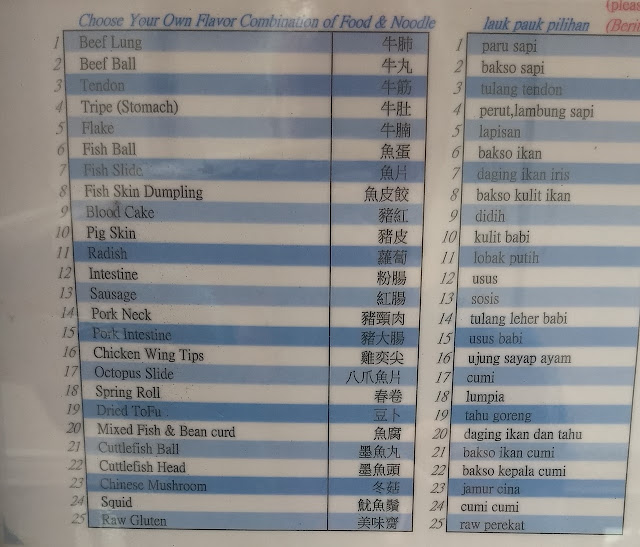 (pleas
Choose Your Own Flavor Combination of Food & Noodle
lauk pauk pilihan
1 Beef Lung 牛肺 1 paru sapi
2 Beef Ball 牛丸 2 bakso sapi
3 Tendon 牛筋 3 tulang tendon
4 Tripe (Stomach) 牛肚 4 perut,lambung sapi
5 Flake 牛腩 5 lapisan
6 Fish Ball 魚蛋 6 bakso ikan
7 Fish Slide 魚片 7 daging ikan iris
8 Fish Skin Dumpling 魚皮餃 8 bakso kulit ikan
9 Blood Cake 豬紅 9 didih
10 Pig Skin 豬皮 10 kulit babi
11 Radish 蘿蔔 11 lobak putih
12 Intestine 粉腸 12 usus
13 Sausage 紅腸 13 sosis
14 Pork Neck 豬頸肉 14 tulang leher babi
15 Pork Intestine 豬大腸 15 usus babi
16 Chicken Wing Tips 雞奕尖 16 ujung sayap ayam
17 Octopus Slide 八爪魚片 17 cumi
18 Spring Roll 春卷 18 lumpia
19 Dried ToFu 豆卜 19 tahu goreng
20 Mixed Fish & Bean curd 魚腐 20 daging ikan dan tahu
21 Cuttlefish Ball 墨魚丸 21 bakso ikan cumi
22 Cuttlefish Head 墨魚頭 22 bakso kepala cumi
23 Chinese Mushroom 冬菇 23 jamur cina
24 Squid 魷魚鬚 24 cumi cumi
25 Raw Gluten 美味齋 25 raw perekat